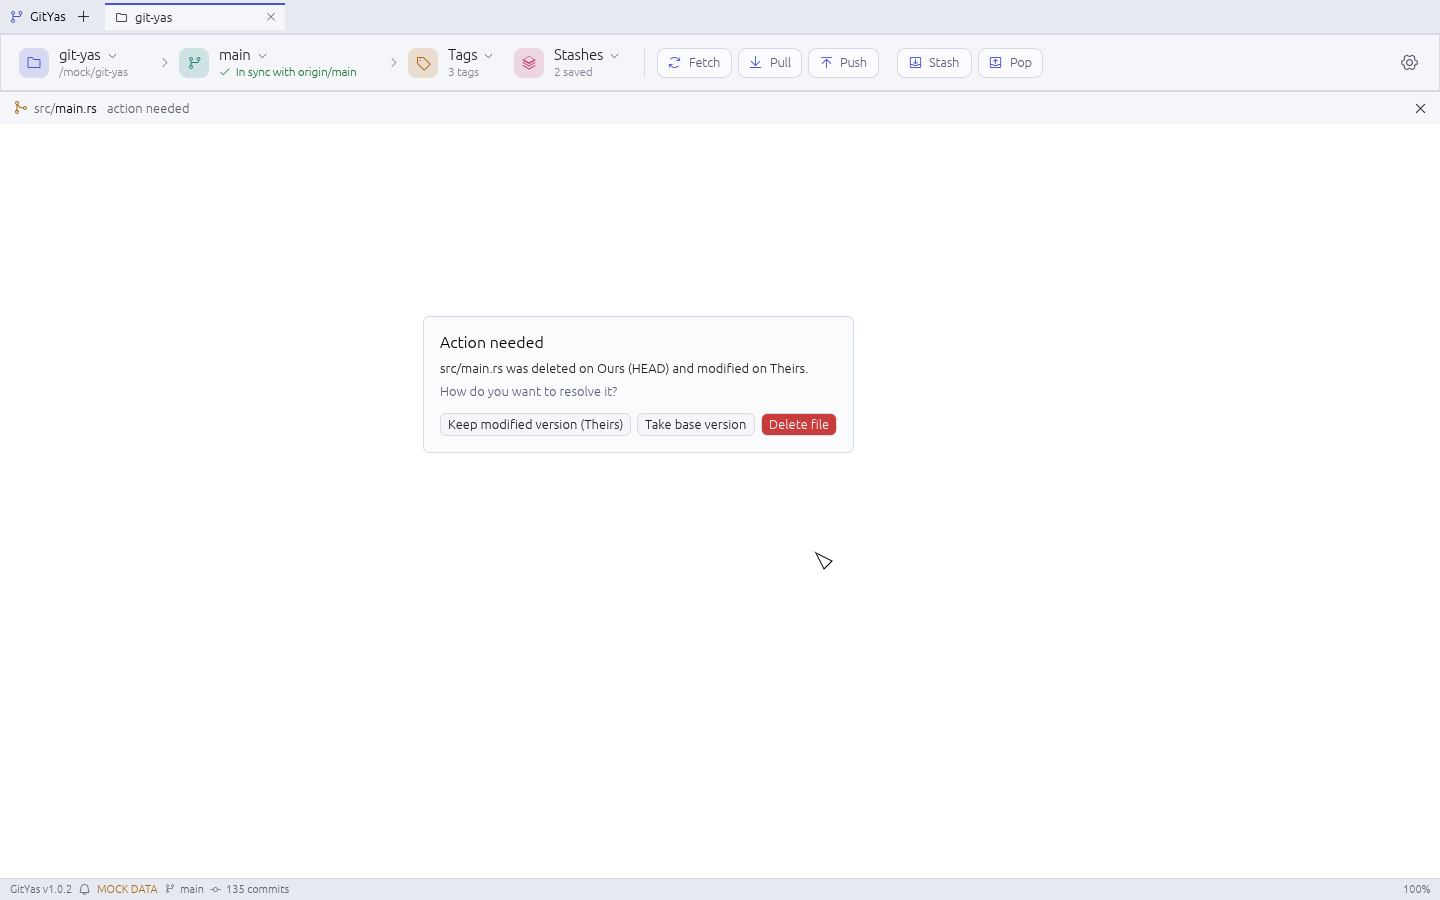 GitYas
git-yas
git-yas
/mock/git-yas
main
In sync with origin/main
Tags
3 tags
Stashes
2 saved
Fetch
Pull
Push
Stash
Pop
src/main.rs action needed
Action needed
src/main.rs was deleted on Ours (HEAD) and modified on Theirs.
How do you want to resolve it?
Keep modified version (Theirs)
Take base version
Delete file
GitYas v1.0.2
MOCK DATA
main
135 commits
100%